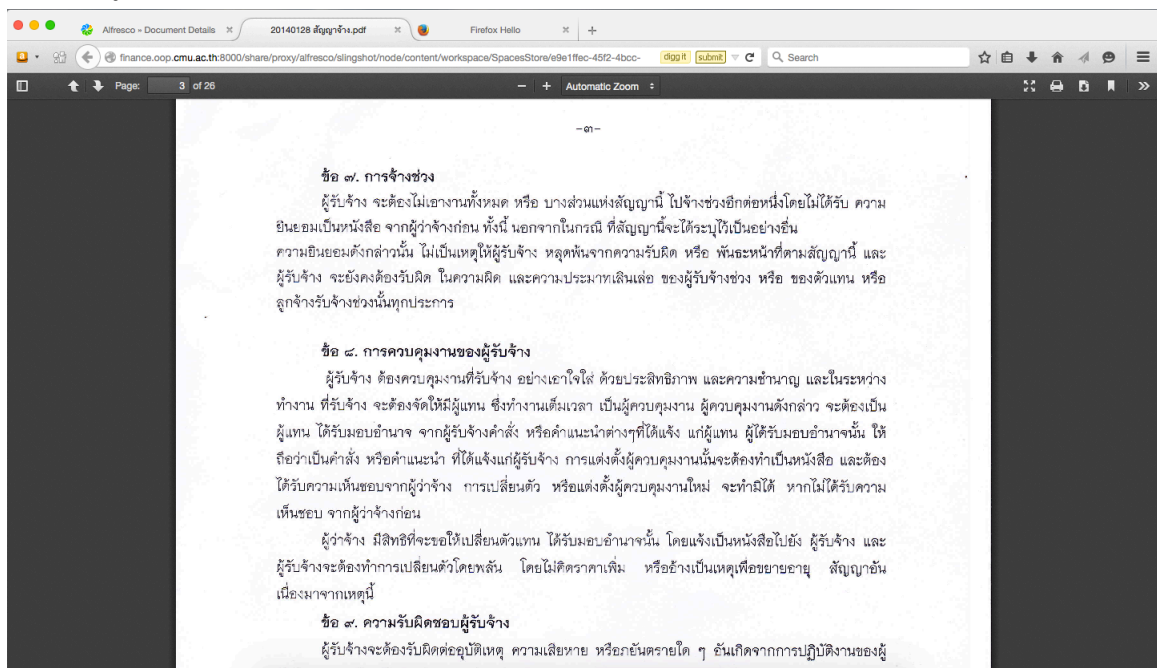 Alfresco » Document Details
20140128 สัญญาจ้าง.pdf
Firefox Hello
finance.oop.cmu.ac.th:8000/share/proxy/alfresco/slingshot/node/content/workspace/SpacesStore/e9e1ffec-45f2-4bcc-
digg it
submit
Search
Page: 3 of 26
Automatic Zoom
-๓-
ข้อ ๗. การจ้างช่วง
ผู้รับจ้าง จะต้องไม่เอางานทั้งหมด หรือ บางส่วนแห่งสัญญานี้ ไปจ้างช่วงอีกต่อหนึ่งโดยไม่ได้รับ ความ
ยินยอมเป็นหนังสือ จากผู้ว่าจ้างก่อน ทั้งนี้ นอกจากในกรณี ที่สัญญานี้จะได้ระบุไว้เป็นอย่างอื่น
ความยินยอมดังกล่าวนั้น ไม่เป็นเหตุให้ผู้รับจ้าง หลุดพ้นจากความรับผิด หรือ พันธะหน้าที่ตามสัญญานี้ และ
ผู้รับจ้าง จะยังคงต้องรับผิด ในความผิด และความประมาทเลินเล่อ ของผู้รับจ้างช่วง หรือ ของตัวแทน หรือ
ลูกจ้างรับจ้างช่วงนั้นทุกประการ
ข้อ ๘. การควบคุมงานของผู้รับจ้าง
ผู้รับจ้าง ต้องควบคุมงานที่รับจ้าง อย่างเอาใจใส่ ด้วยประสิทธิภาพ และความชำนาญ และในระหว่าง
ทำงาน ที่รับจ้าง จะต้องจัดให้มีผู้แทน ซึ่งทำงานเต็มเวลา เป็นผู้ควบคุมงาน ผู้ควบคุมงานดังกล่าว จะต้องเป็น
ผู้แทน ได้รับมอบอำนาจ จากผู้รับจ้างคำสั่ง หรือคำแนะนำต่างๆที่ได้แจ้ง แก่ผู้แทน ผู้ได้รับมอบอำนาจนั้น ให้
ถือว่าเป็นคำสั่ง หรือคำแนะนำ ที่ได้แจ้งแก่ผู้รับจ้าง การแต่งตั้งผู้ควบคุมงานนั้นจะต้องทำเป็นหนังสือ และต้อง
ได้รับความเห็นชอบจากผู้ว่าจ้าง การเปลี่ยนตัว หรือแต่งตั้งผู้ควบคุมงานใหม่ จะทำมิได้ หากไม่ได้รับความ
เห็นชอบ จากผู้ว่าจ้างก่อน
ผู้ว่าจ้าง มีสิทธิที่จะขอให้เปลี่ยนตัวแทน ได้รับมอบอำนาจนั้น โดยแจ้งเป็นหนังสือไปยัง ผู้รับจ้าง และ
ผู้รับจ้างจะต้องทำการเปลี่ยนตัวโดยพลัน โดยไม่คิดราคาเพิ่ม หรืออ้างเป็นเหตุเพื่อขยายอายุ สัญญาอัน
เนื่องมาจากเหตุนี้
ข้อ ๙. ความรับผิดชอบผู้รับจ้าง
ผู้รับจ้างจะต้องรับผิดต่ออุบัติเหตุ ความเสียหาย หรือภยันตรายใด ๆ อันเกิดจากการปฏิบัติงานของผู้